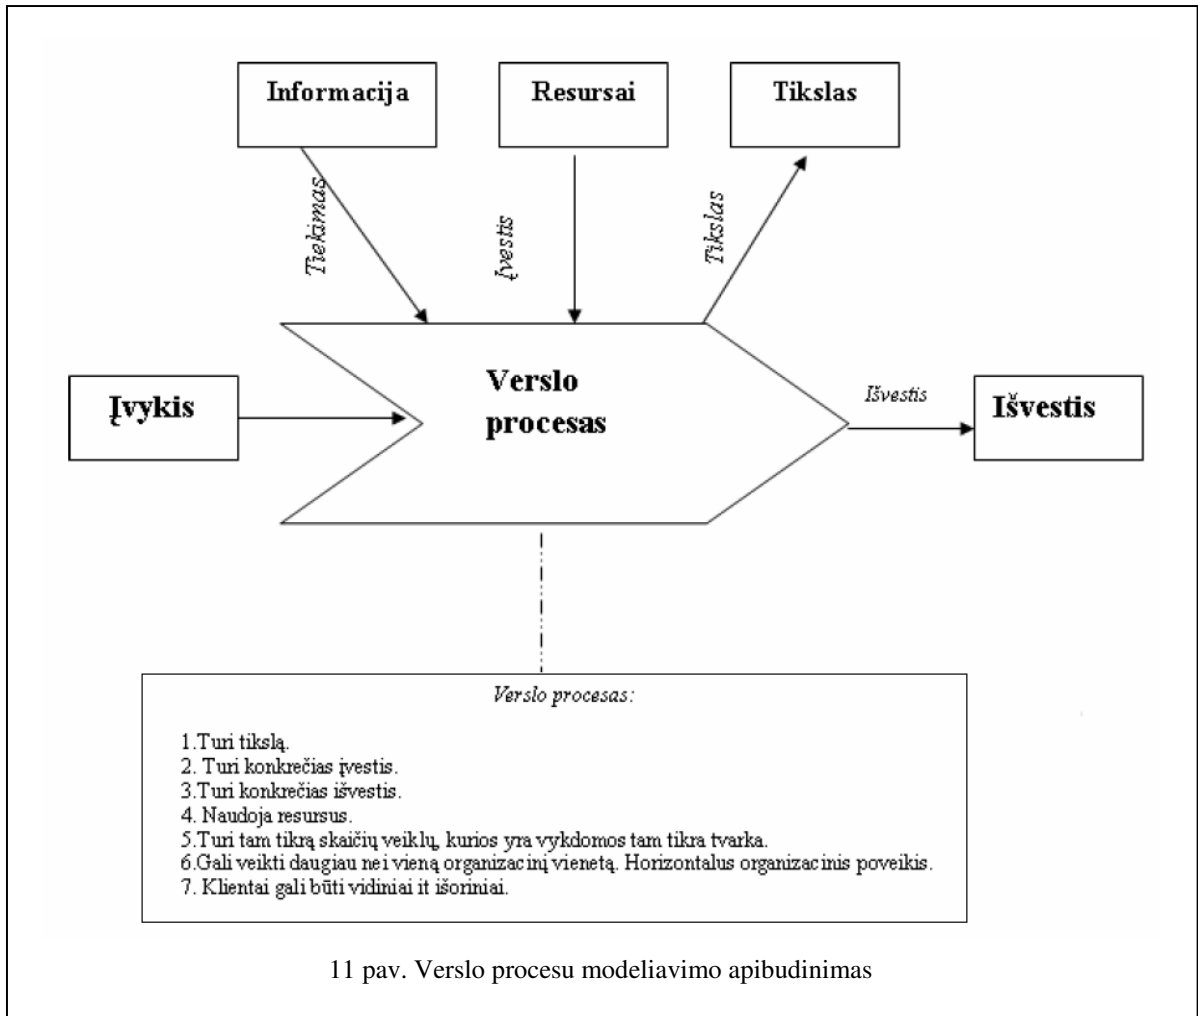 Informacija
Resursai
Tikslas
Tiekimas
Įvestis
Tikslas
Įvykis
Verslo
procesas
Išvestis
Išvestis
Verslo procesas:
1.Turi tikslą.
2. Turi konkrečias įvestis.
3.Turi konkrečias išvestis.
4. Naudoja resursus.
5.Turi tam tikrą skaičių veiklų, kurios yra vykdomos tam tikra tvarka.
6.Gali veikti daugiau nei vieną organizacinį vienetą. Horizontalus organizacinis poveikis.
7. Klientai gali būti vidiniai it išoriniai.
11 pav. Verslo procesu modeliavimo apibudinimas